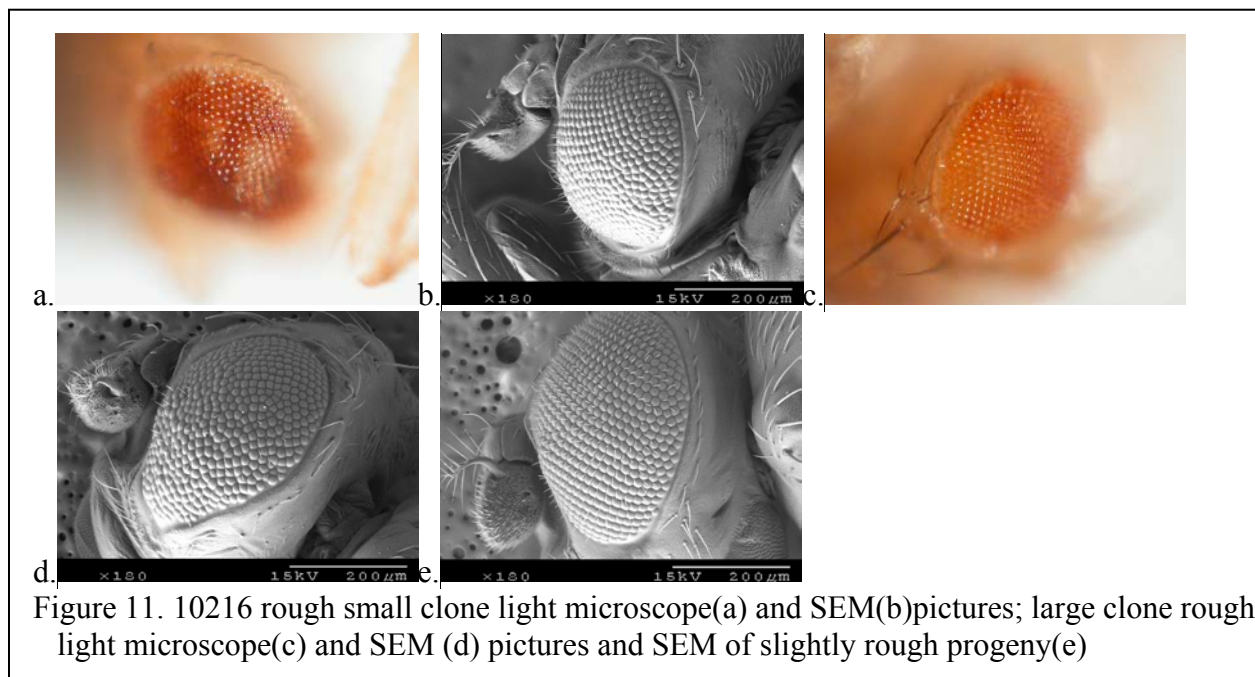 a.
b.
×180 15kV 200μm
c.
d.
×180 15kV 200μm
e.
×180 15kV 200μm
Figure 11. 10216 rough small clone light microscope(a) and SEM(b)pictures; large clone rough
light microscope(c) and SEM (d) pictures and SEM of slightly rough progeny(e)